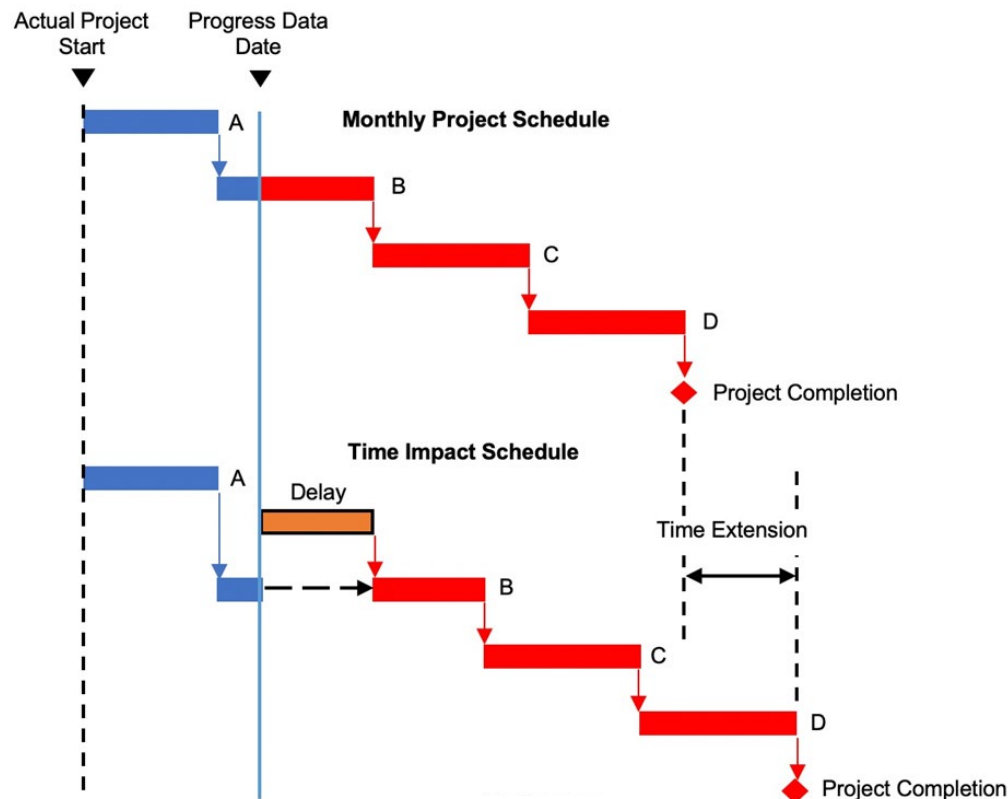 Actual Project
Start
Progress Data
Date
A
Monthly Project Schedule
B
C
D
Project Completion
Time Impact Schedule
A
Delay
Time Extension
B
C
D
Project Completion